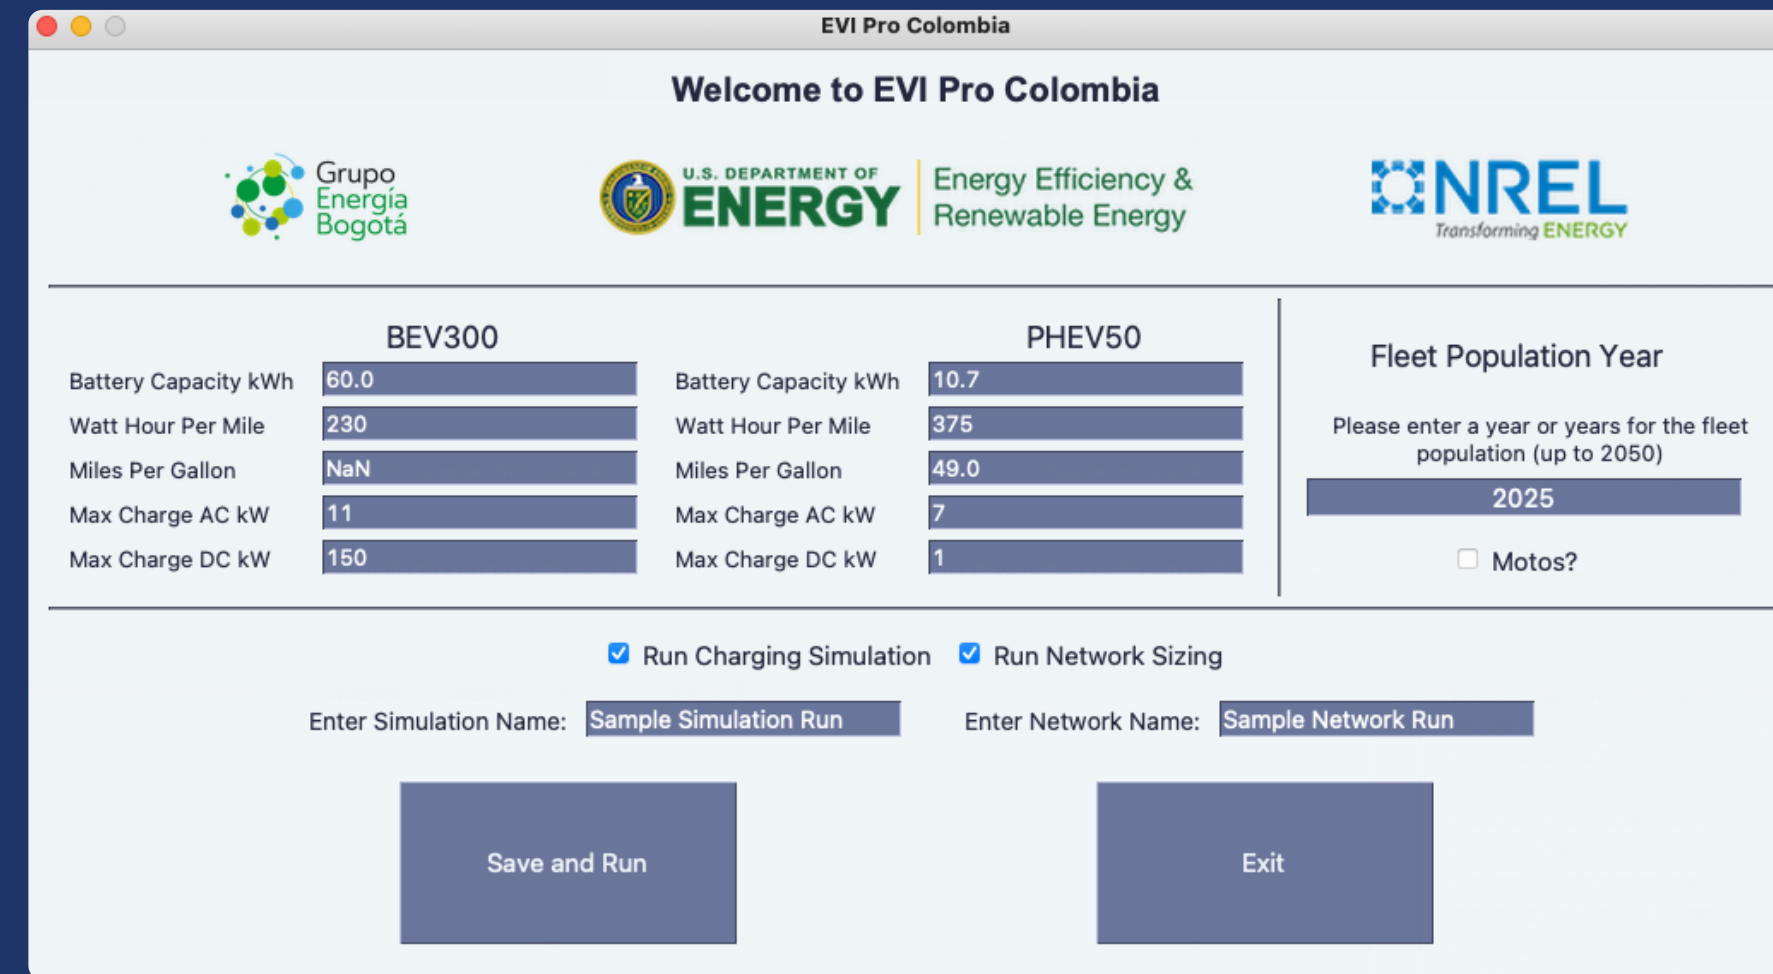 EVI Pro Colombia
Welcome to EVI Pro Colombia
Grupo
Energía
Bogotá
U.S. DEPARTMENT OF
ENERGY
Energy Efficiency &
Renewable Energy
NREL
Transforming ENERGY
BEV300
Battery Capacity kWh 60.0
Watt Hour Per Mile 230
Miles Per Gallon NaN
Max Charge AC kW 11
Max Charge DC kW 150
PHEV50
Battery Capacity kWh 10.7
Watt Hour Per Mile 375
Miles Per Gallon 49.0
Max Charge AC kW 7
Max Charge DC kW 1
Fleet Population Year
Please enter a year or years for the fleet
population (up to 2050)
2025
Motos?
Run Charging Simulation Run Network Sizing
Enter Simulation Name: Sample Simulation Run Enter Network Name: Sample Network Run
Save and Run Exit